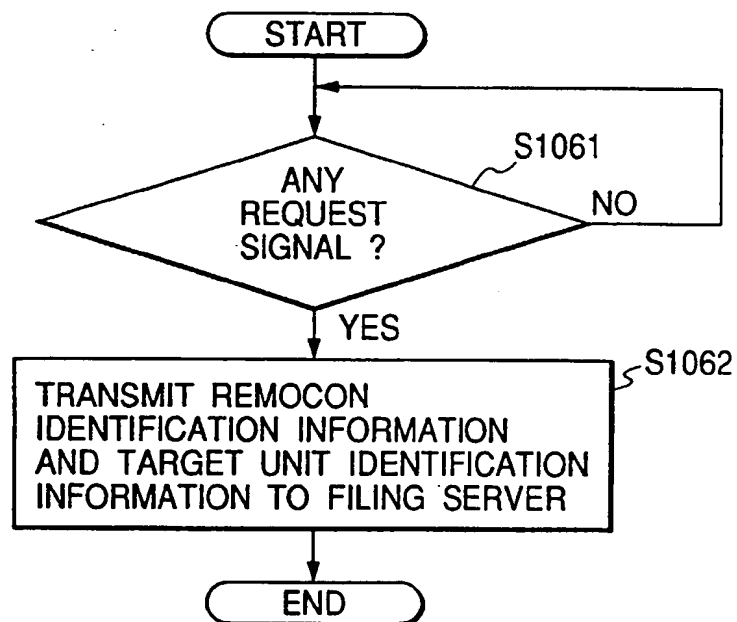 START
S1061
ANY
REQUEST
SIGNAL ?
NO
YES
S1062
TRANSMIT REMOCON
IDENTIFICATION INFORMATION
AND TARGET UNIT IDENTIFICATION
INFORMATION TO FILING SERVER
END